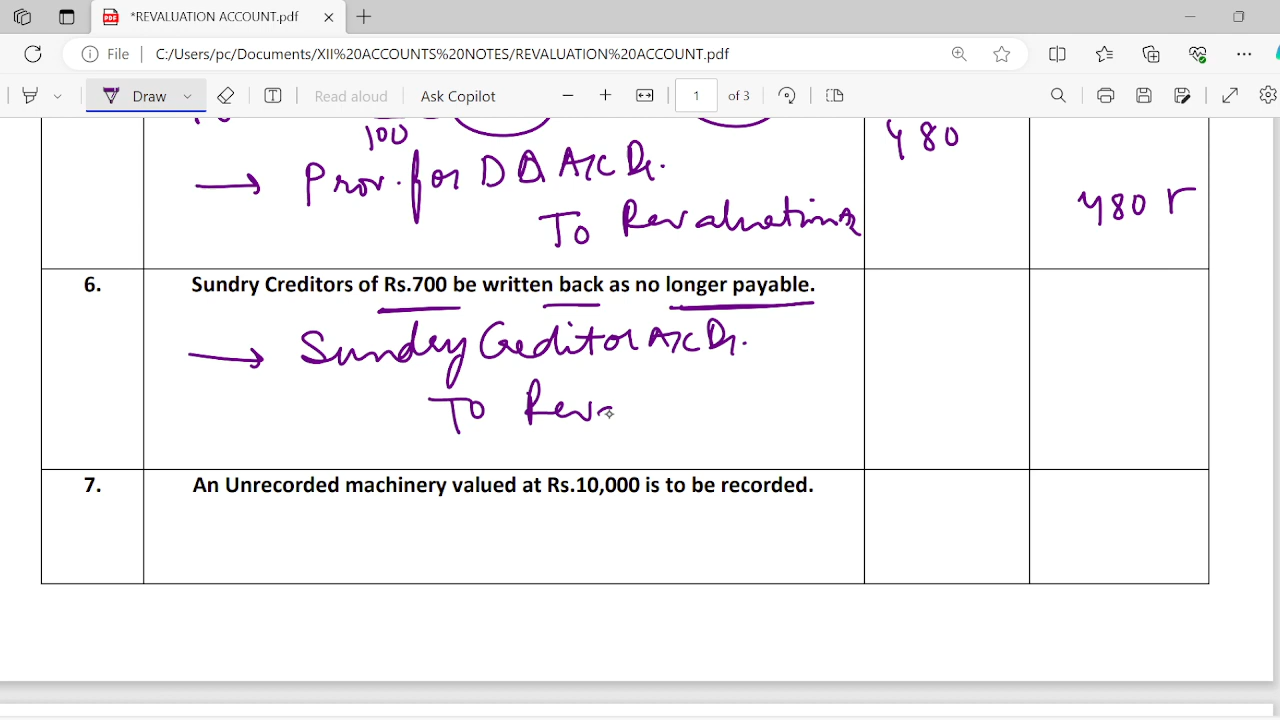 *REVALUATION ACCOUNT.pdf
File C:/Users/pc/Documents/XII%20ACCOUNTS%20NOTES/REVALUATION%20ACCOUNT.pdf
Draw Read aloud Ask Copilot 1 of 3
100
480
Prov. for DD A/C Dr.
To Revaluation 480
6. Sundry Creditors of Rs.700 be written back as no longer payable.
Sundry Creditor A/C Dr.
To Reva
7. An Unrecorded machinery valued at Rs.10,000 is to be recorded.